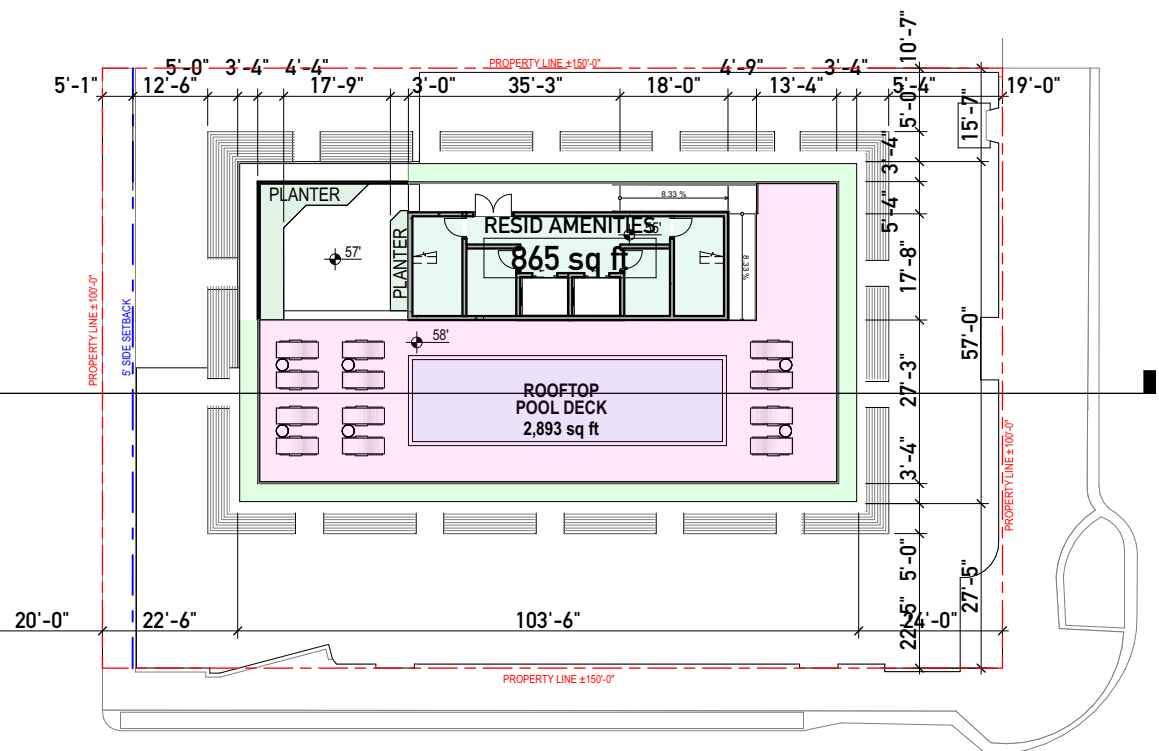 10'-7"
PROPERTY LINE ±150'-0"
5'-0" 3'-4" 4'-4" 4'-9" 3'-4"
5'-1" 12'-6" 17'-9" 3'-0" 35'-3" 18'-0" 13'-4" 5'-4" 19'-0"
5'-0"
15'-7"
3'-4"
PLANTER
8.33 %
5'-4"
RESID AMENITIES
865 sq ft
57'
PLANTER
8.33 %
17'-8"
PROPERTY LINE ±100'-0"
5' SIDE SETBACK
58'
57'-0"
27'-3"
ROOFTOP
POOL DECK
2,893 sq ft
3'-4"
PROPERTY LINE ±100'-0"
5'-0"
27'-5"
20'-0" 22'-6" 103'-6" 24'-0"
22'-5"
PROPERTY LINE ±150'-0"